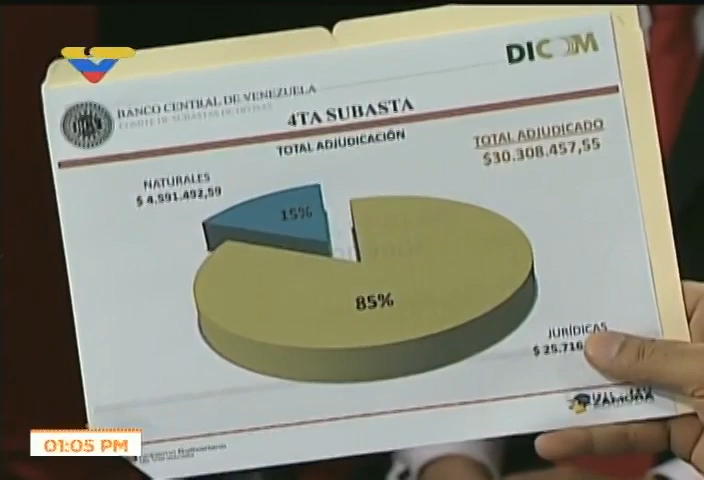 DICOM
BANCO CENTRAL DE VENEZUELA
COMITÉ DE SUBASTAS DE DIVISAS
4TA SUBASTA
TOTAL ADJUDICACIÓN
TOTAL ADJUDICADO
$30.308.457,55
NATURALES
$ 4.591.492,59
15%
85%
JURÍDICAS
$ 25.716
ZAMORA
01:05 PM